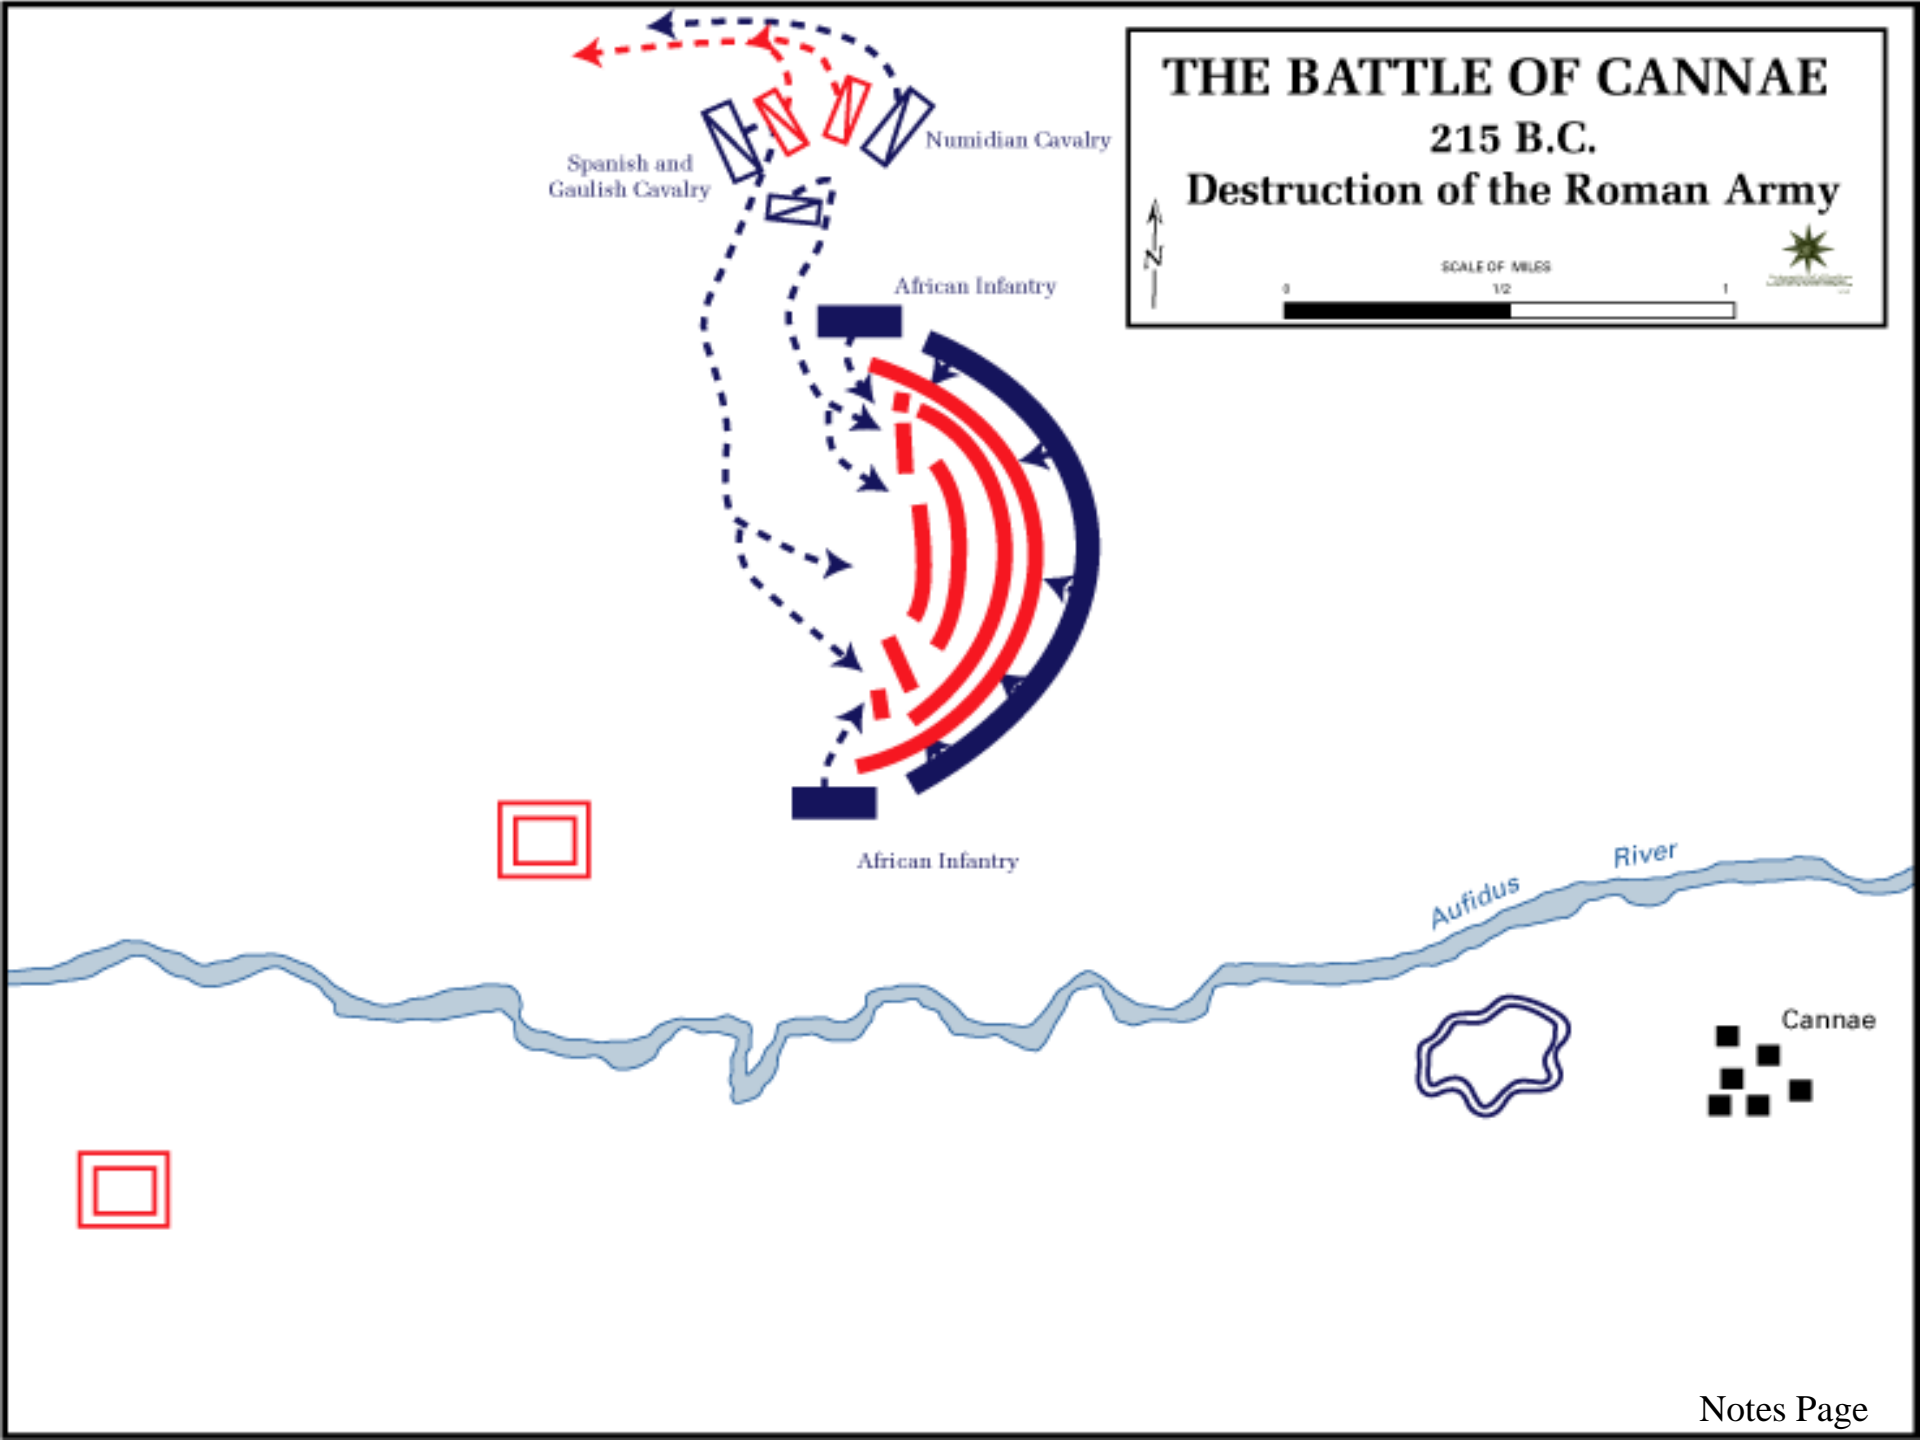 THE BATTLE OF CANNAE
215 B.C.
Destruction of the Roman Army
N
SCALE OF MILES
0 1/2 1
Numidian Cavalry
Spanish and
Gaulish Cavalry
African Infantry
African Infantry
Aufidus River
Cannae
Notes Page